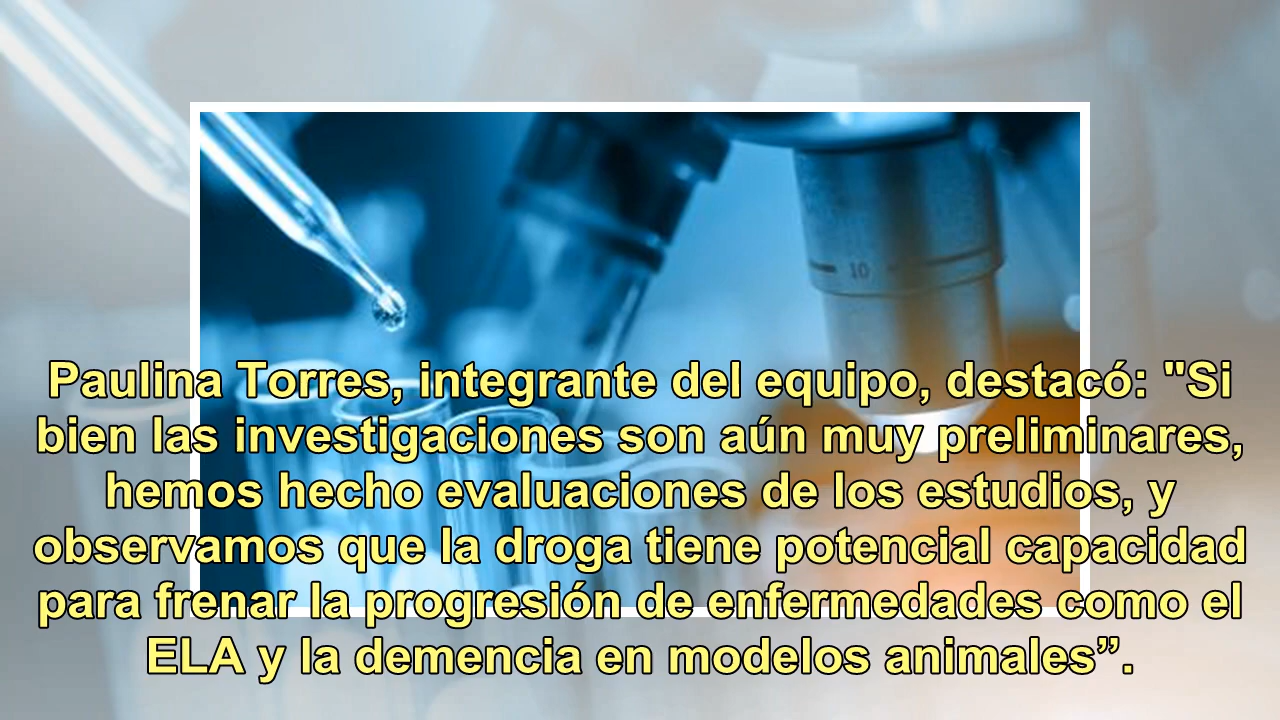 Paulina Torres, integrante del equipo, destacó: "Si
bien las investigaciones son aún muy preliminares,
hemos hecho evaluaciones de los estudios, y
observamos que la droga tiene potencial capacidad
para frenar la progresión de enfermedades como el
ELA y la demencia en modelos animales”.
10